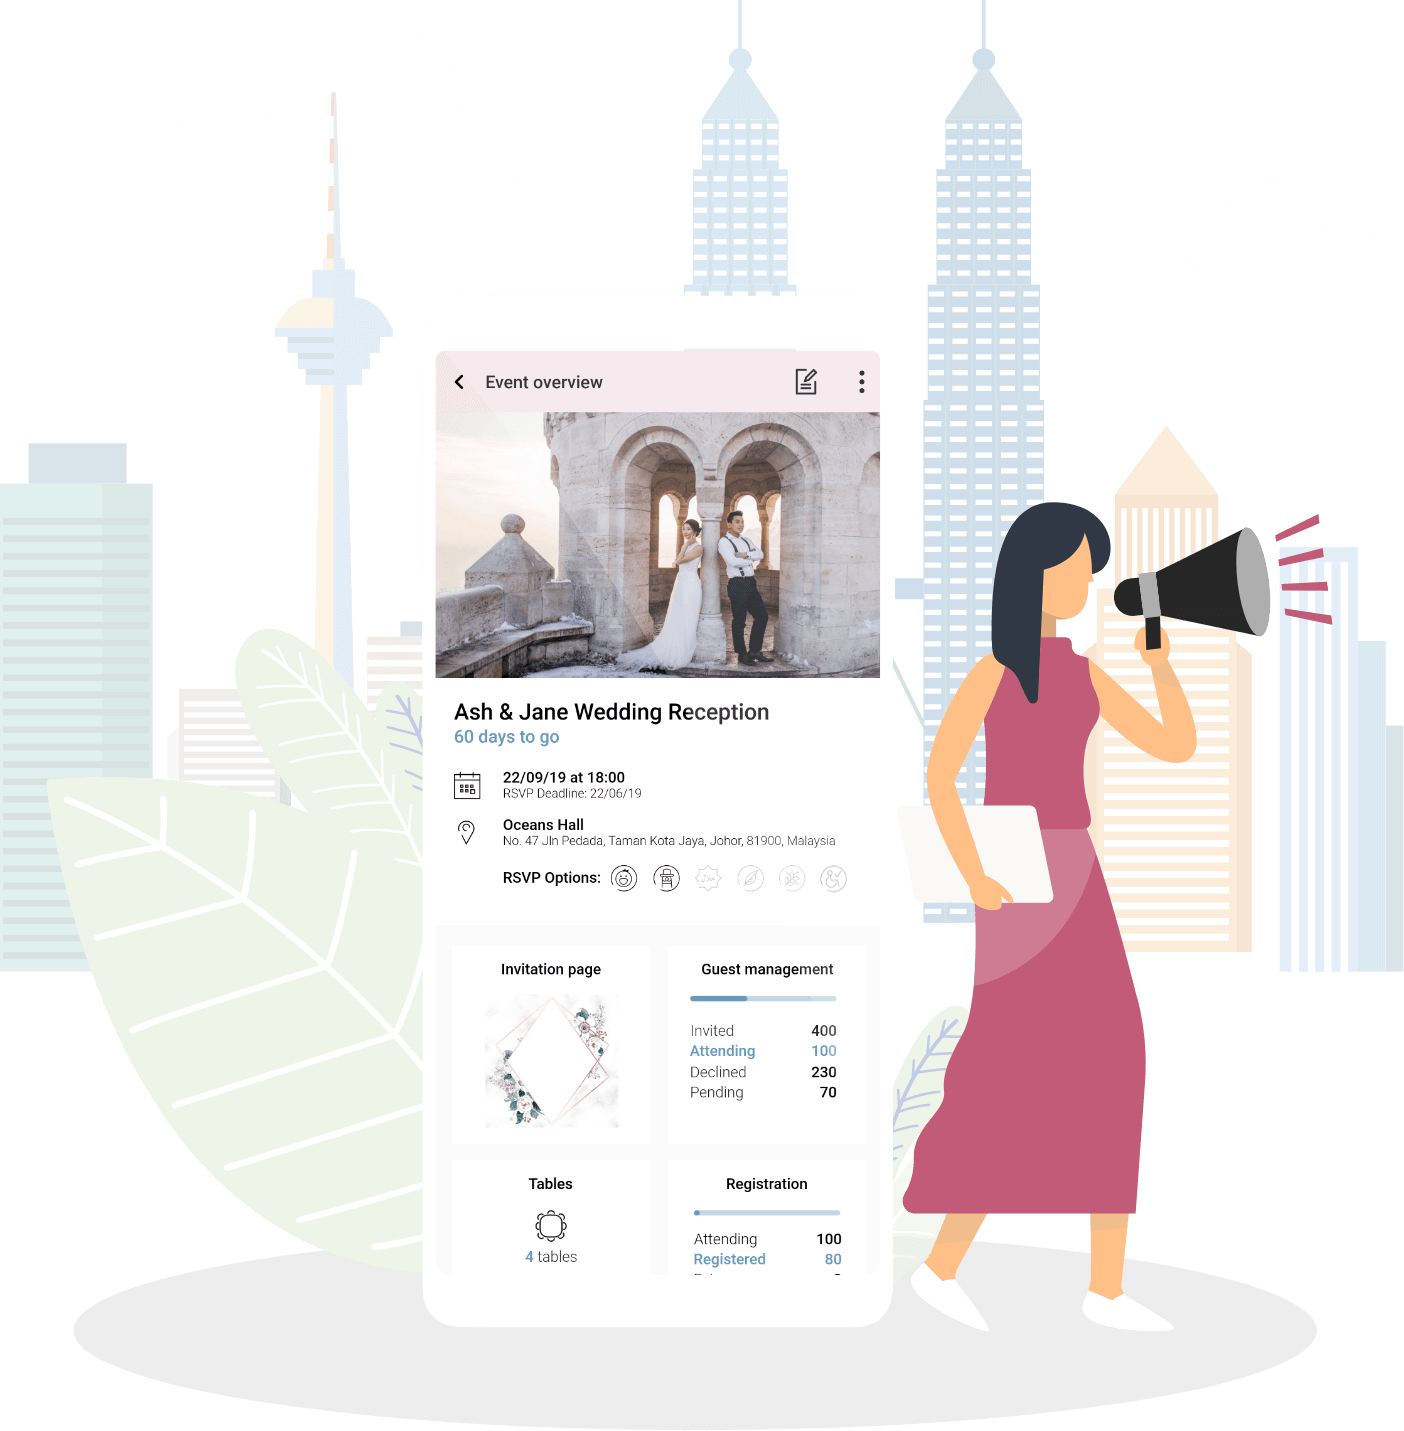 Event overview
Ash & Jane Wedding Reception
60 days to go
22/09/19 at 18:00
RSVP Deadline: 22/06/19
Oceans Hall
No. 47 Jln Pedada, Taman Kota Jaya, Johor, 81900, Malaysia
RSVP Options:
Invitation page
Guest management
Invited 400
Attending 100
Declined 230
Pending 70
Tables
4 tables
Registration
Attending 100
Registered 80